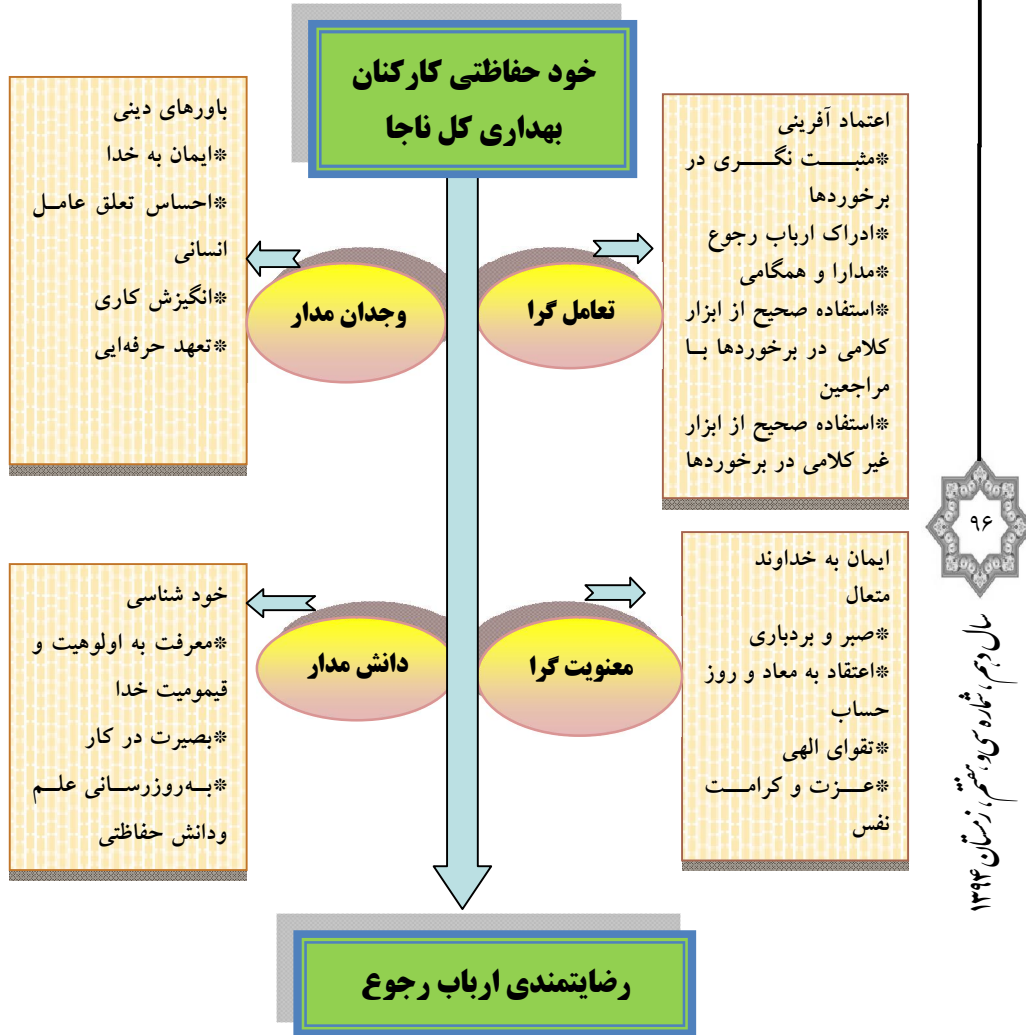 خود حفاظتی کارکنان
بهداری کل ناجا
اعتماد آفرینی
*مثبت نگری در
برخوردها
*ادراک ارباب رجوع
*مدارا و همگامی
*استفاده صحیح از ابزار
کلامی در برخوردها با
مراجعین
*استفاده صحیح از ابزار
غیر کلامی در برخوردها
تعامل گرا
وجدان مدار
باورهای دینی
*ایمان به خدا
*احساس تعلق عامل
انسانی
*انگیزش کاری
*تعهد حرفه‌ایی
ایمان به خداوند
متعال
*صبر و بردباری
*اعتقاد به معاد و روز
حساب
*تقوای الهی
*عزت و کرامت
نفس
معنویت گرا
دانش مدار
خود شناسی
*معرفت به اولوهیت و
قیمومیت خدا
*بصیرت در کار
*به‌روزرسانی علم
ودانش حفاظتی
رضایتمندی ارباب رجوع
۹۶
سال دهم، شماره سی و هفتم، زمستان ۱۳۹۴